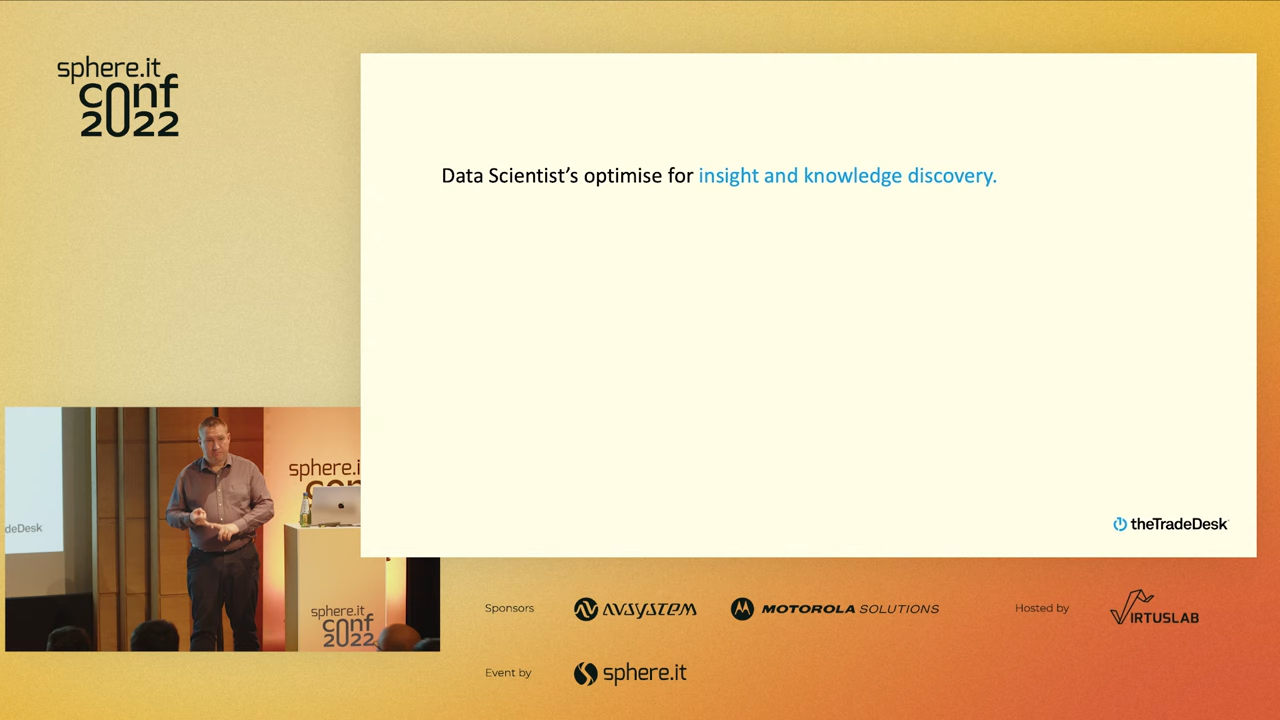 sphere.it
conf
2022
Data Scientist's optimise for insight and knowledge discovery.
theTradeDesk
sphere.i
con
deDesk
sphere.it
conf
2022
Sponsors
AVSYSTEM
MOTOROLA SOLUTIONS
Hosted by
VIRTUSLAB
Event by
sphere.it